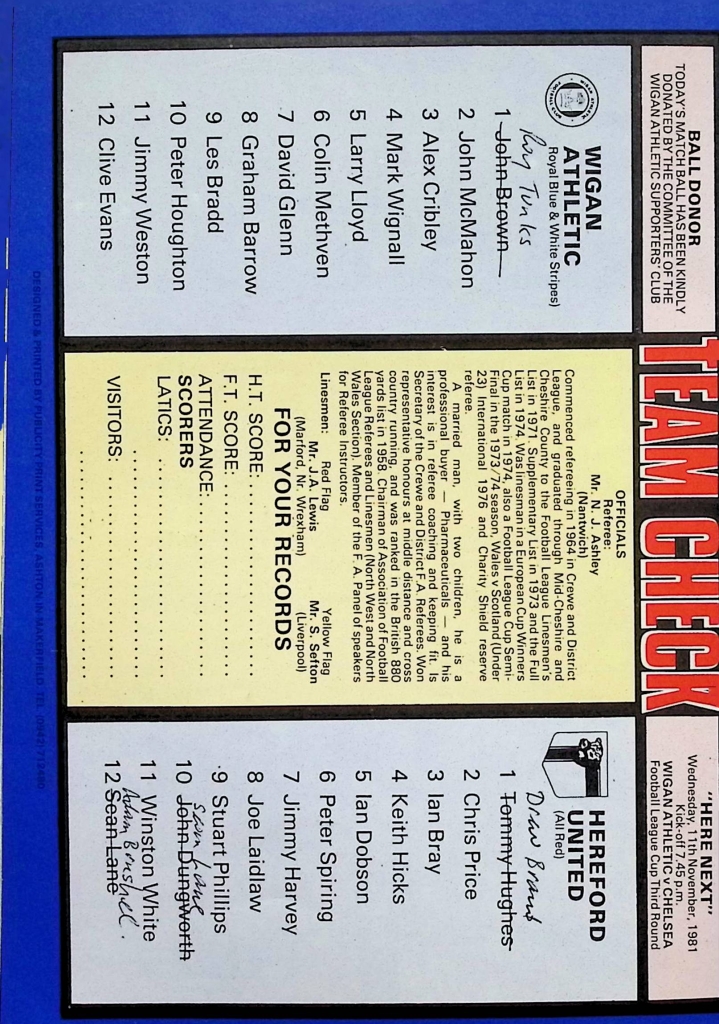 BALL DONOR
TODAY'S MATCH BALL HAS BEEN KINDLY
DONATED BY THE COMMITTEE OF THE
WIGAN ATHLETIC SUPPORTERS' CLUB
TEAM CHECK
"HERE NEXT"
Wednesday, 11th November, 1981
Kick-off 7.45 p.m.
WIGAN ATHLETIC v CHELSEA
Football League Cup Third Round
WIGAN
ATHLETIC
(Royal Blue & White Stripes)
Roy Tunks
1 John Brown
2 John McMahon
3 Alex Cribley
4 Mark Wignall
5 Larry Lloyd
6 Colin Methven
7 David Glenn
8 Graham Barrow
9 Les Bradd
10 Peter Houghton
11 Jimmy Weston
12 Clive Evans
OFFICIALS
Referee:
Mr. N. J. Ashley
(Nantwich)
Commenced refereeing in 1964 in Crewe and District
League, and graduated through Mid-Cheshire and
Cheshire County to the Football League Linesmen's
List in 1971, Supplementary List in 1973 and the Full
List in 1974. Was linesman in a European Cup Winners
Cup match in 1974, also a Football League Cup Semi-
Final in the 1973/74 season, Wales v Scotland (Under
23) International 1976 and Charity Shield reserve
referee.
A married man, with two children, he is a
professional buyer — Pharmaceuticals — and his
interest is in referee coaching and keeping fit. Is
Secretary of the Crewe and District F.A. Referees. Won
representative honours at middle distance and cross
country running, and was ranked in the British 880
yards list in 1958. Chairman of Association of Football
League Referees and Linesmen (North West and North
Wales Section), Member of the F. A. Panel of speakers
for Referee Instructors.
Linesmen: Red Flag Yellow Flag
Mr. J.A. Lewis Mr. S. Sefton
(Marford, Nr. Wrexham) (Liverpool)
FOR YOUR RECORDS
H.T. SCORE:
F.T. SCORE:
ATTENDANCE:
SCORERS
LATICS:
VISITORS:
HEREFORD
UNITED
(All Red)
1 Tommy Hughes
2 Chris Price
3 Ian Bray
4 Keith Hicks
5 Ian Dobson
6 Peter Spiring
7 Jimmy Harvey
8 Joe Laidlaw
9 Stuart Phillips
Sean Lane
10 John Dungworth
11 Winston White
12 Sean Lane
DESIGNED & PRINTED BY PUBLICITY PRINT SERVICES, ASHTON IN MAKERFIELD. TEL.